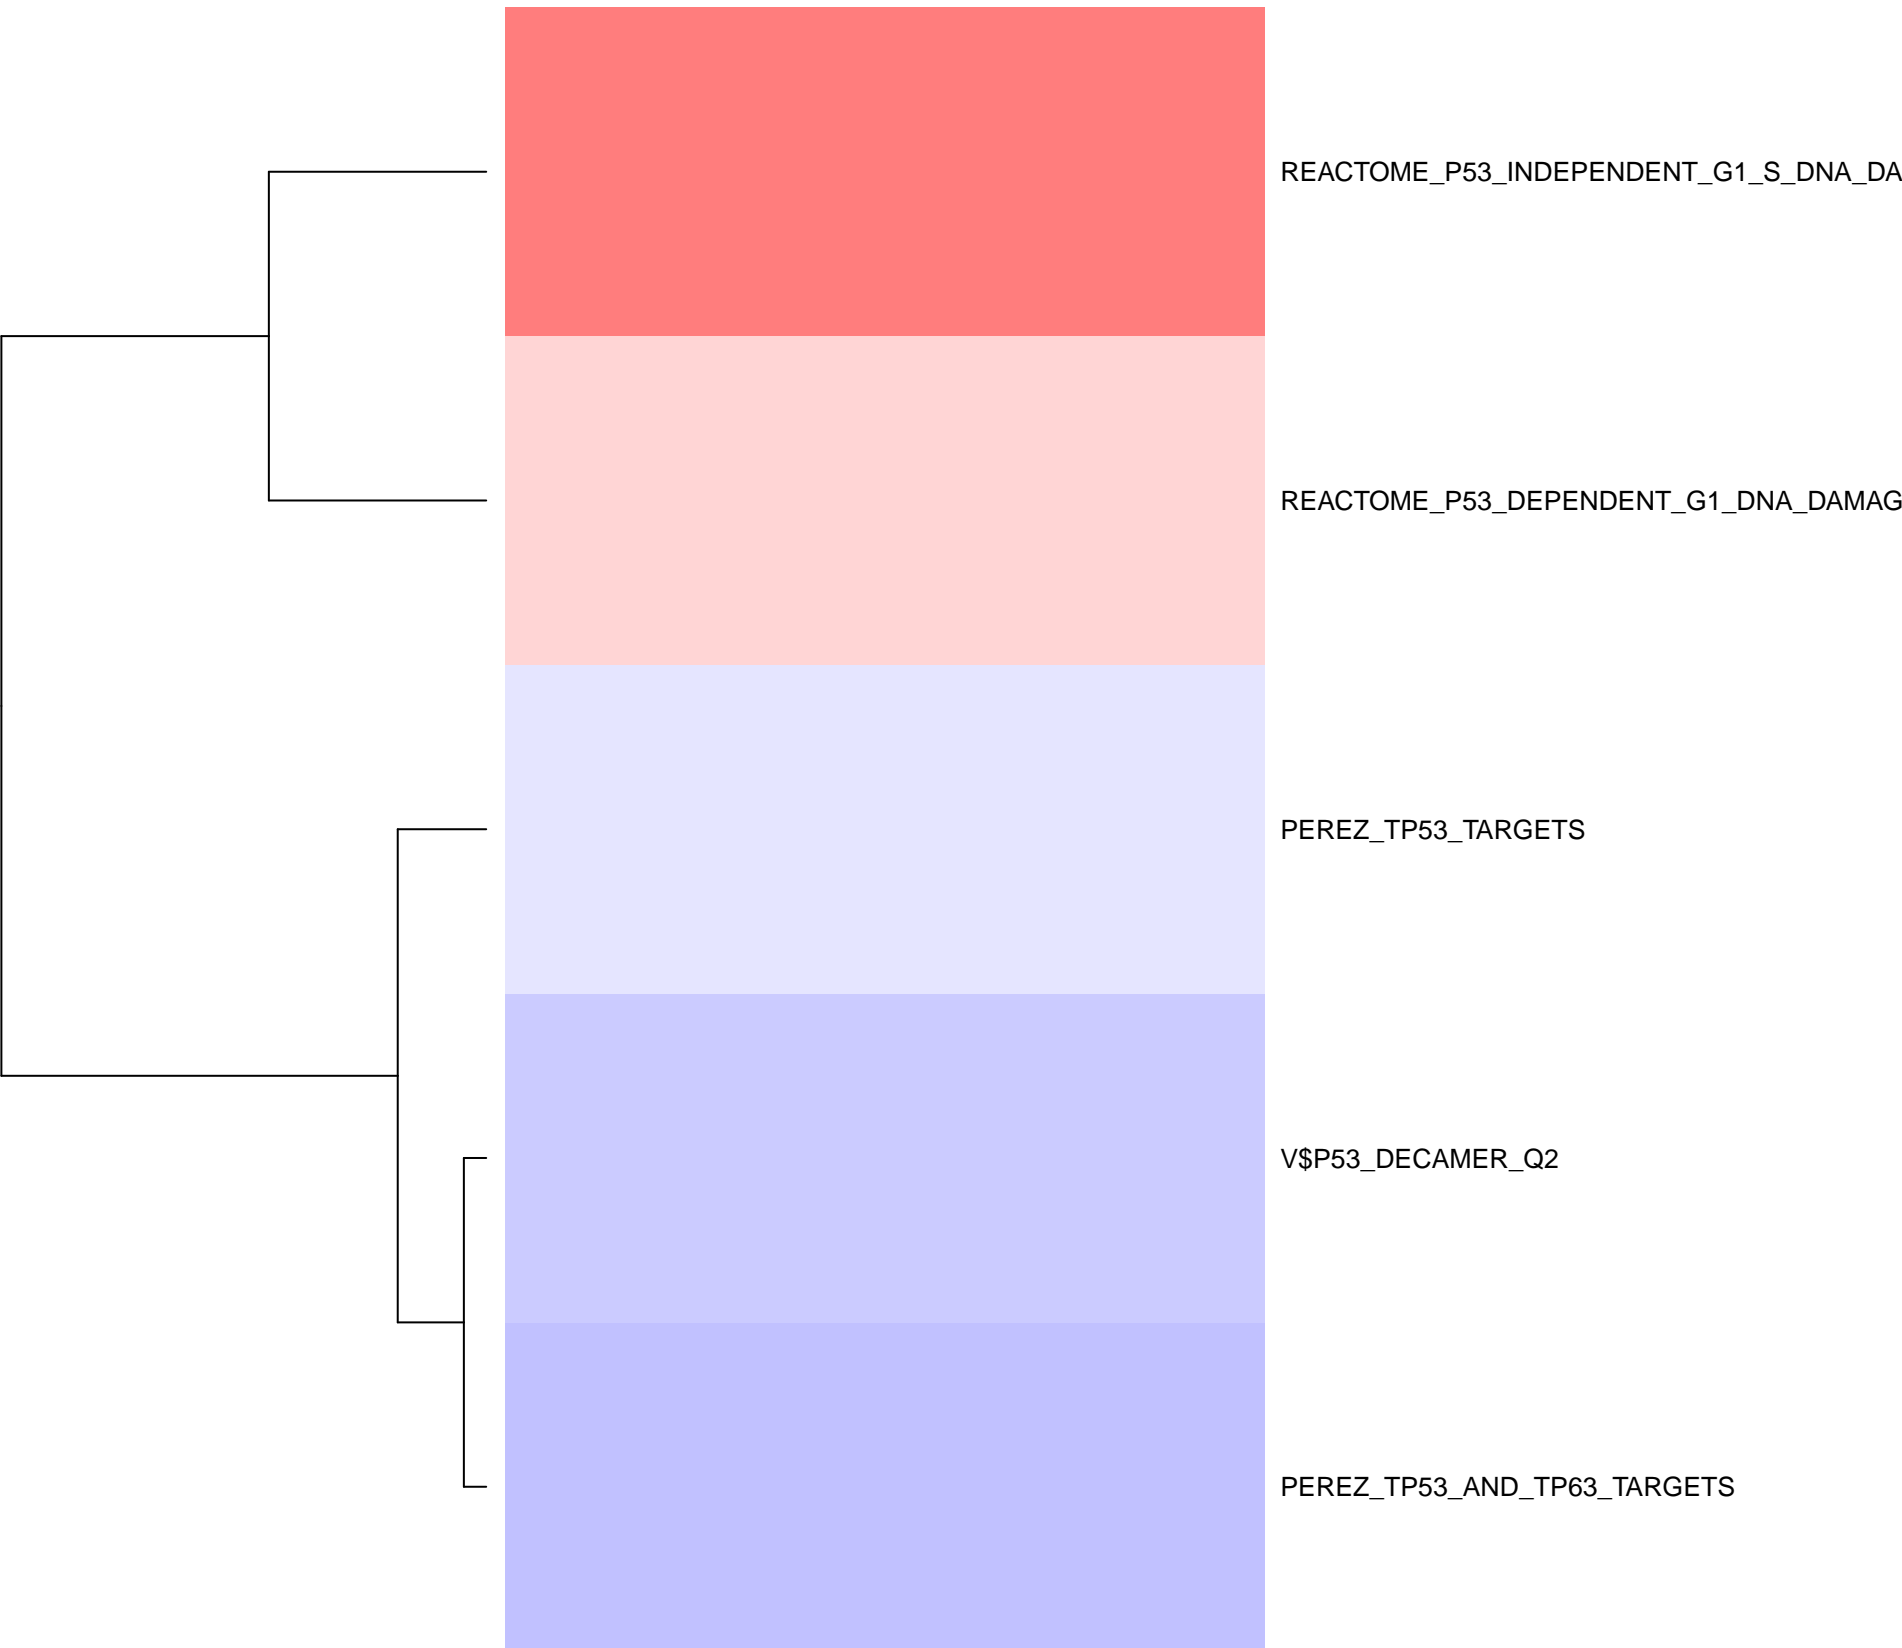 REACTOME_P53_INDEPENDENT_G1_S_DNA_DA
REACTOME_P53_DEPENDENT_G1_DNA_DAMAG
PEREZ_TP53_TARGETS
V$P53_DECAMER_Q2
PEREZ_TP53_AND_TP63_TARGETS